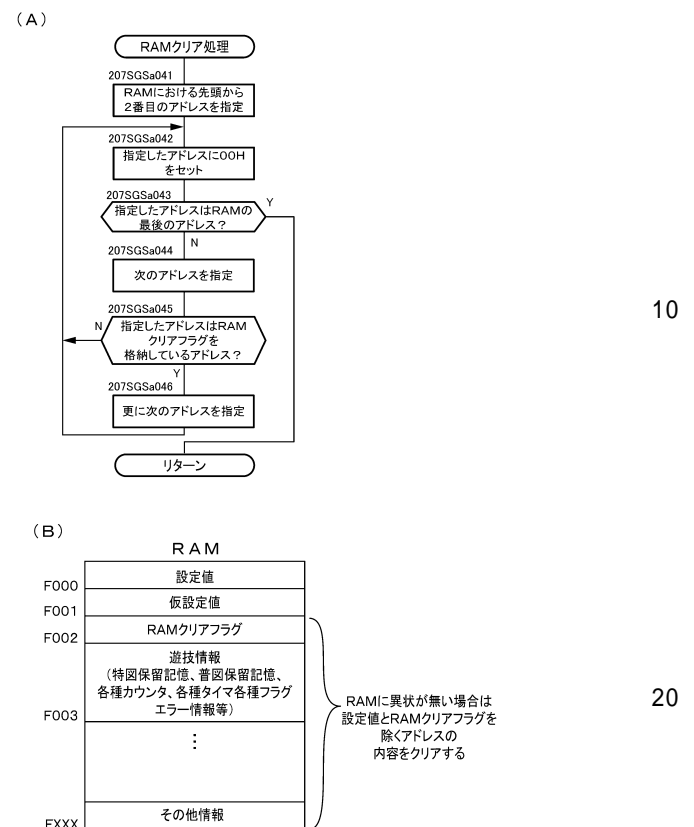 （A）
RAMクリア処理
207SGSa041
RAMにおける先頭から
2番目のアドレスを指定
207SGSa042
指定したアドレスに00H
をセット
207SGSa043
指定したアドレスはRAMの
最後のアドレス？
Y
N
207SGSa044
次のアドレスを指定
10
207SGSa045
指定したアドレスはRAM
クリアフラグを
格納しているアドレス？
N
Y
207SGSa046
更に次のアドレスを指定
リターン
（B）
RAM
設定値
F000
仮設定値
F001
RAMクリアフラグ
F002
遊技情報
（特図保留記憶、普図保留記憶、
各種カウンタ、各種タイマ各種フラグ
エラー情報等）
F003
⋮
RAMに異状が無い場合は
設定値とRAMクリアフラグを
除くアドレスの
内容をクリアする
20
その他情報
FXXX